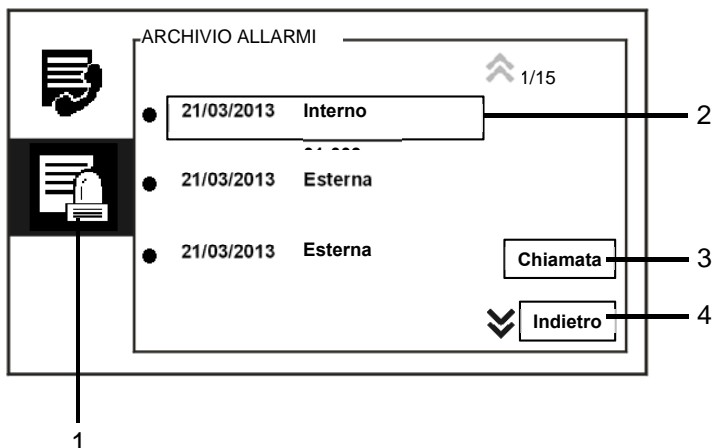 ARCHIVIO ALLARMI
1/15
21/03/2013 Interno
2
21/03/2013 Esterna
21/03/2013 Esterna
Chiamata
3
Indietro
4
1